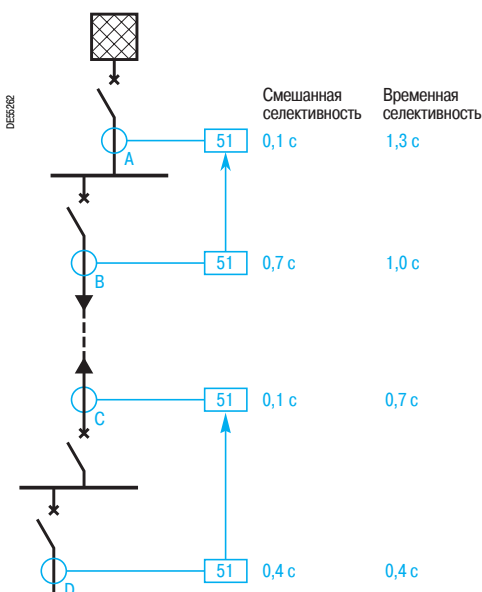 DE55262
Смешанная селективность
Временная селективность
A
51
0,1 с
1,3 с
B
51
0,7 с
1,0 с
C
51
0,1 с
0,7 с
D
51
0,4 с
0,4 с